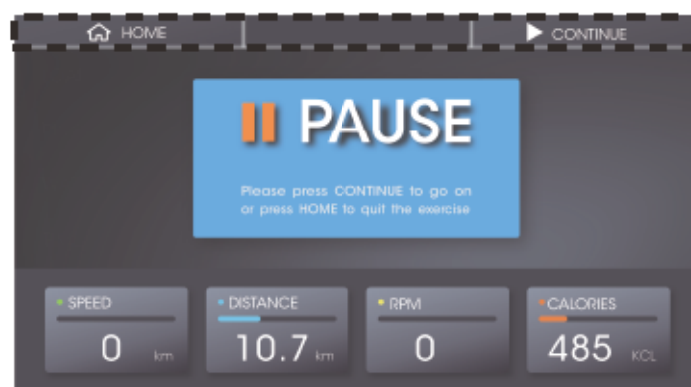 HOME CONTINUE
PAUSE
Please press CONTINUE to go on
or press HOME to quit the exercise
SPEED DISTANCE RPM CALORIES
0 km 10.7 km 0 485 KCL